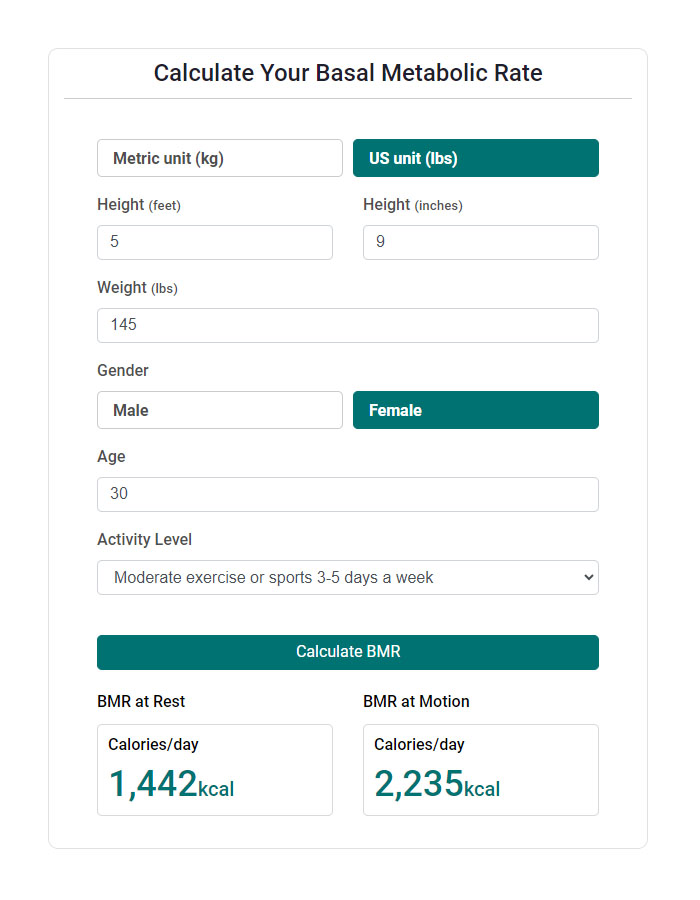 Calculate Your Basal Metabolic Rate
Metric unit (kg) US unit (lbs)
Height (feet) Height (inches)
5 9
Weight (lbs)
145
Gender
Male Female
Age
30
Activity Level
Moderate exercise or sports 3-5 days a week
Calculate BMR
BMR at Rest BMR at Motion
Calories/day Calories/day
1,442kcal 2,235kcal